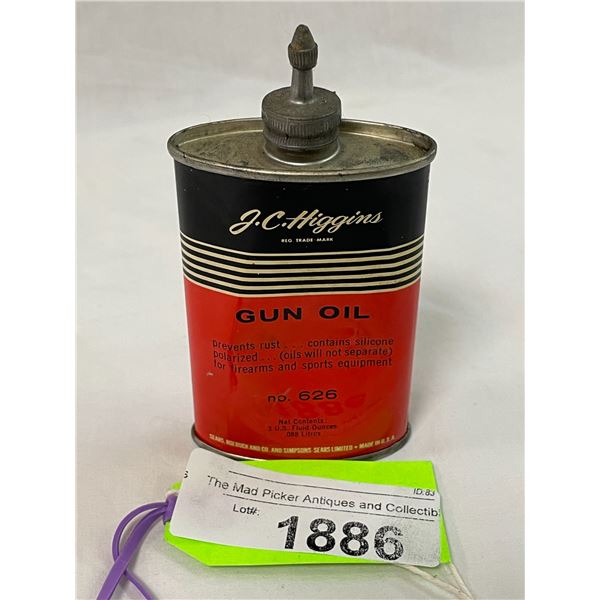 J.C. Higgins
REG. TRADE-MARK
GUN OIL
prevents rust . . . contains silicone
polarized . . . (oils will not separate)
for firearms and sports equipment
no. 626
Net Contents:
3 U.S. Fluid Ounces
.088 Litres
SEARS, ROEBUCK AND CO. AND SIMPSONS-SEARS LIMITED • MADE IN U.S.A.
s
ID:83
The Mad Picker Antiques and Collectib
Lot#:
1886